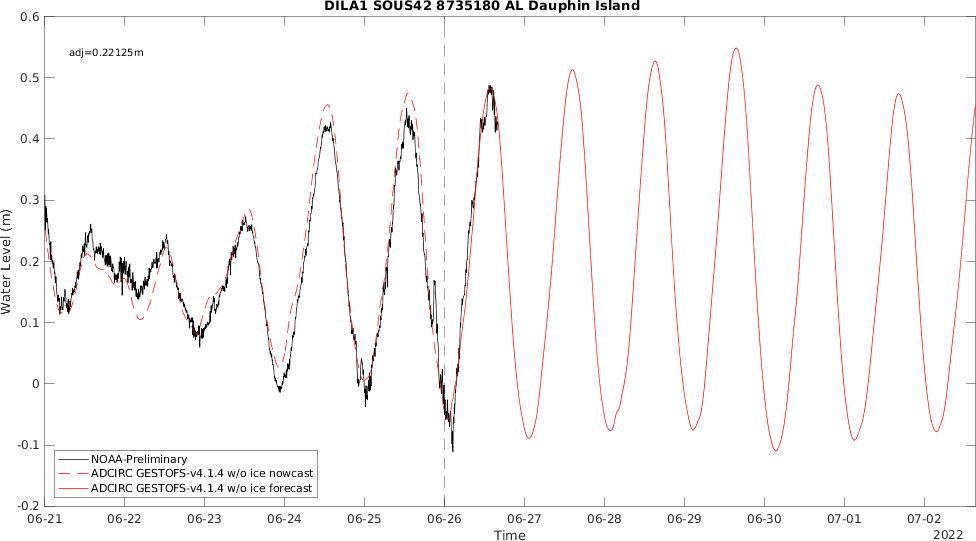 DILA1 SOUS42 8735180 AL Dauphin Island
adj=0.22125m
Water Level (m)
0.6
0.5
0.4
0.3
0.2
0.1
0
-0.1
-0.2
NOAA-Preliminary
ADCIRC GESTOFS-v4.1.4 w/o ice nowcast
ADCIRC GESTOFS-v4.1.4 w/o ice forecast
06-21 06-22 06-23 06-24 06-25 06-26 06-27 06-28 06-29 06-30 07-01 07-02
Time
2022